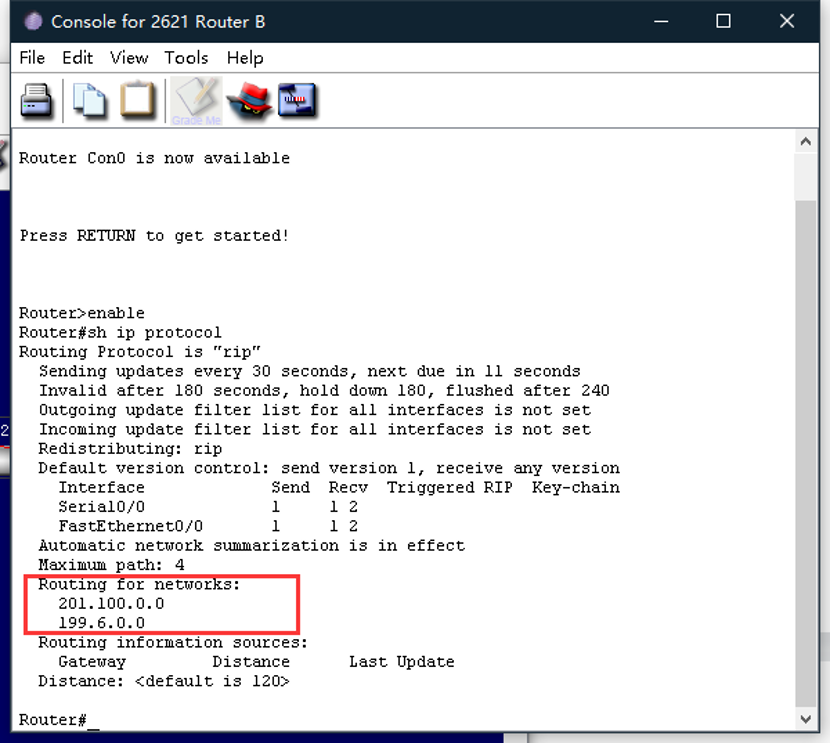 Console for 2621 Router B
File Edit View Tools Help
Grade Me
Router Con0 is now available
Press RETURN to get started!
Router>enable
Router#sh ip protocol
Routing Protocol is "rip"
Sending updates every 30 seconds, next due in 11 seconds
Invalid after 180 seconds, hold down 180, flushed after 240
Outgoing update filter list for all interfaces is not set
Incoming update filter list for all interfaces is not set
Redistributing: rip
Default version control: send version 1, receive any version
Interface Send Recv Triggered RIP Key-chain
Serial0/0 1 1 2
FastEthernet0/0 1 1 2
Automatic network summarization is in effect
Maximum path: 4
Routing for networks:
201.100.0.0
199.6.0.0
Routing information sources:
Gateway Distance Last Update
Distance: <default is 120>
Router#_
2